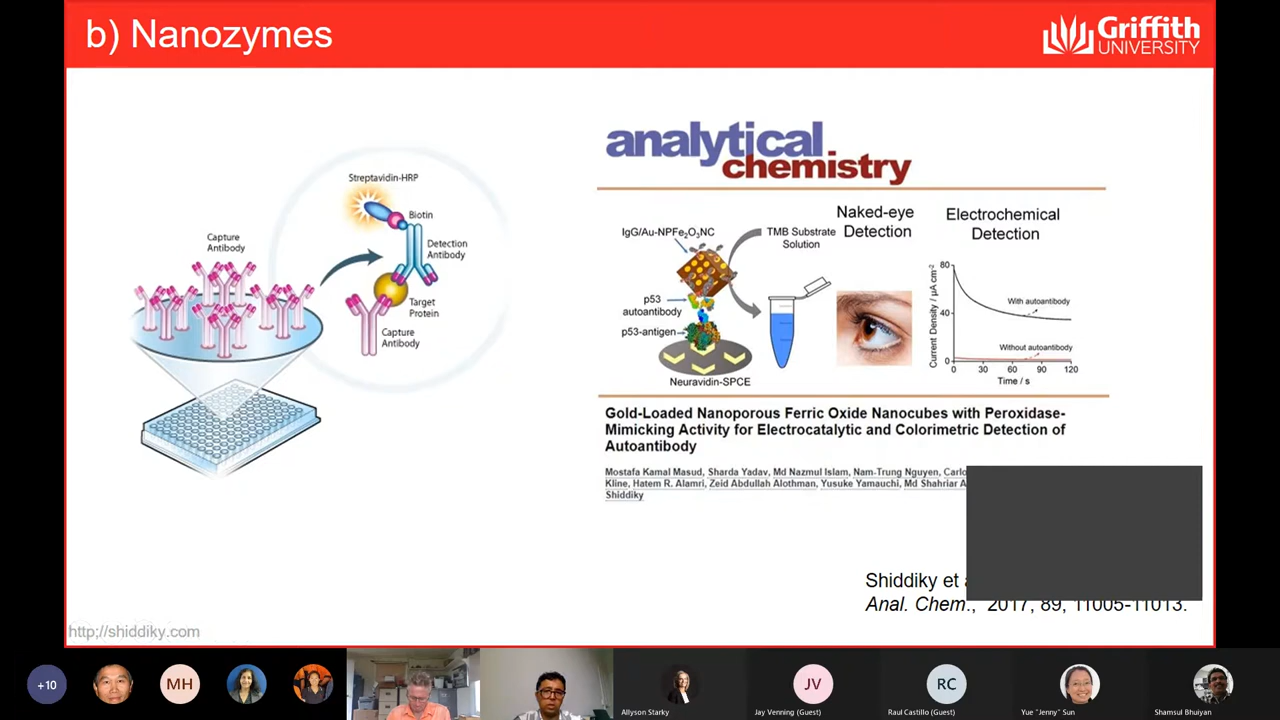 b) Nanozymes
Griffith
UNIVERSITY
Streptavidin-HRP
Biotin
Detection
Antibody
Target
Protein
Capture
Antibody
Capture
Antibody
analytical
chemistry
IgG/Au-NPFe₂O₃NC
p53
autoantibody
p53-antigen
Neuravidin-SPCE
TMB Substrate
Solution
Naked-eye
Detection
Electrochemical
Detection
Current Density / µA cm⁻²
80
40
0
With autoantibody
Without autoantibody
0 30 60 90 120
Time / s
Gold-Loaded Nanoporous Ferric Oxide Nanocubes with Peroxidase-
Mimicking Activity for Electrocatalytic and Colorimetric Detection of
Autoantibody
Mostafa Kamal Masud, Sharda Yadav, Md Nazmul Islam, Nam-Trung Nguyen, Carlo
Kline, Hatem R. Alamri, Zeid Abdullah Alothman, Yusuke Yamauchi, Md Shahriar A
Shiddiky
Shiddiky et
Anal. Chem., 2017, 89, 11005-11013.
http://shiddiky.com
+10
MH
Allyson Starky
JV
Jay Venning (Guest)
RC
Raul Castillo (Guest)
Yue "Jenny" Sun
Shamsul Bhuiyan